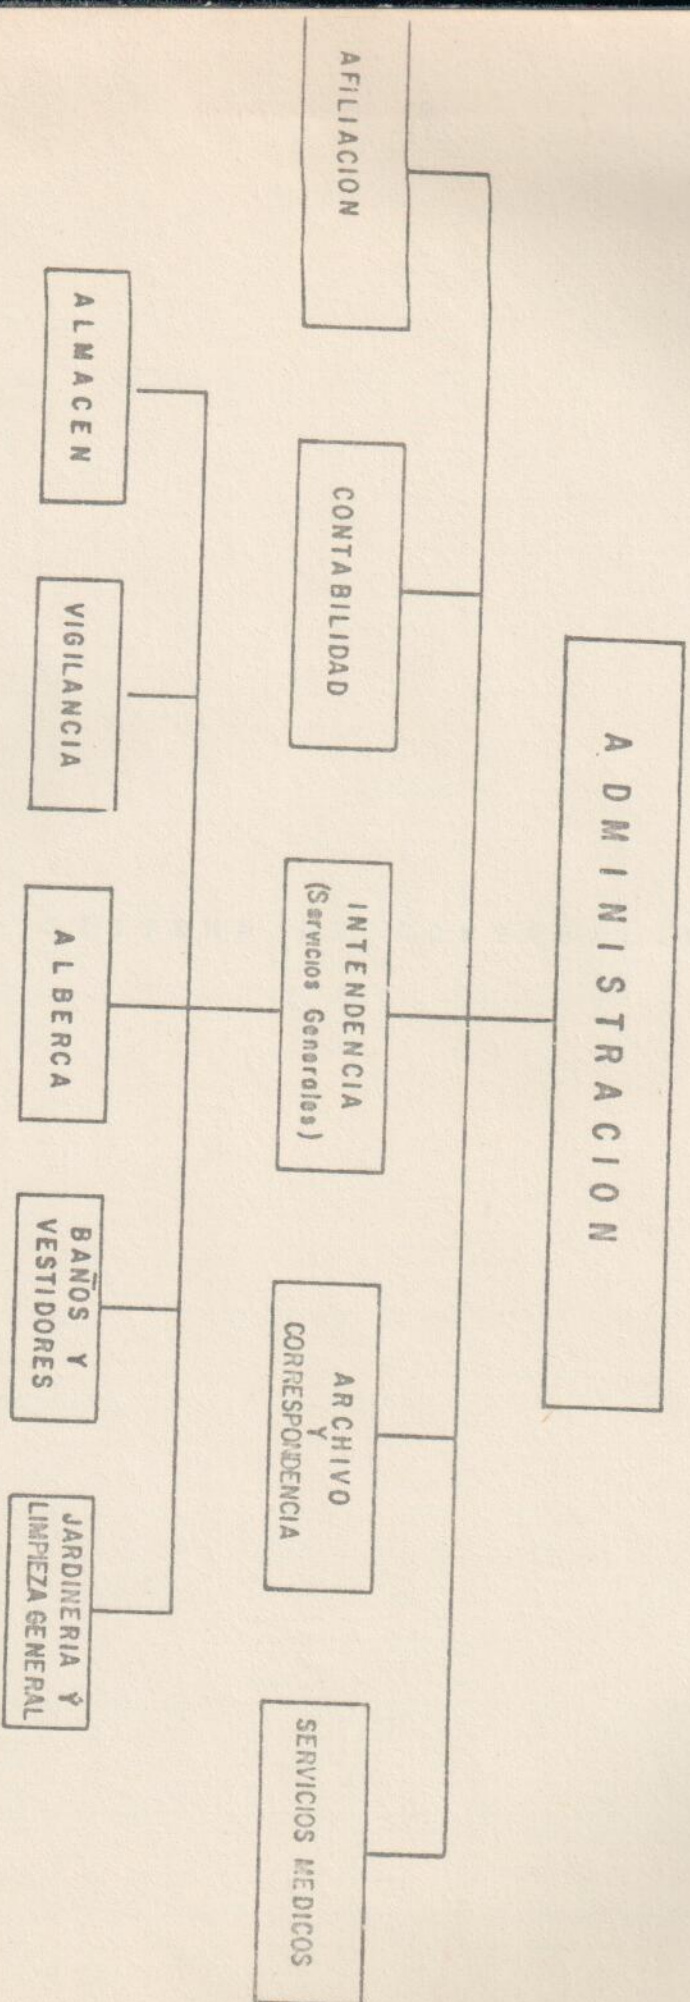 ADMINISTRACION
AFILIACION
CONTABILIDAD
INTENDENCIA
(Servicios Generales)
ARCHIVO
Y
CORRESPONDENCIA
SERVICIOS MEDICOS
ALMACEN
VIGILANCIA
ALBERCA
BAÑOS Y
VESTIDORES
JARDINERIA Y
LIMPIEZA GENERAL